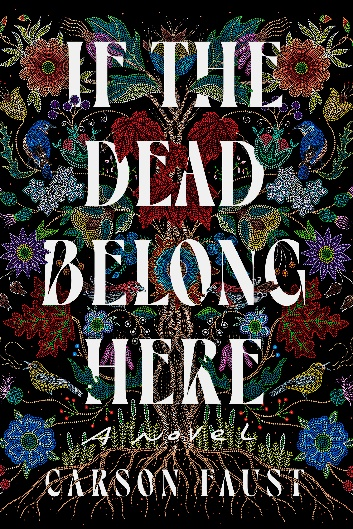 IF THE
DEAD
BELONG
HERE
A novel
CARSON FAUST